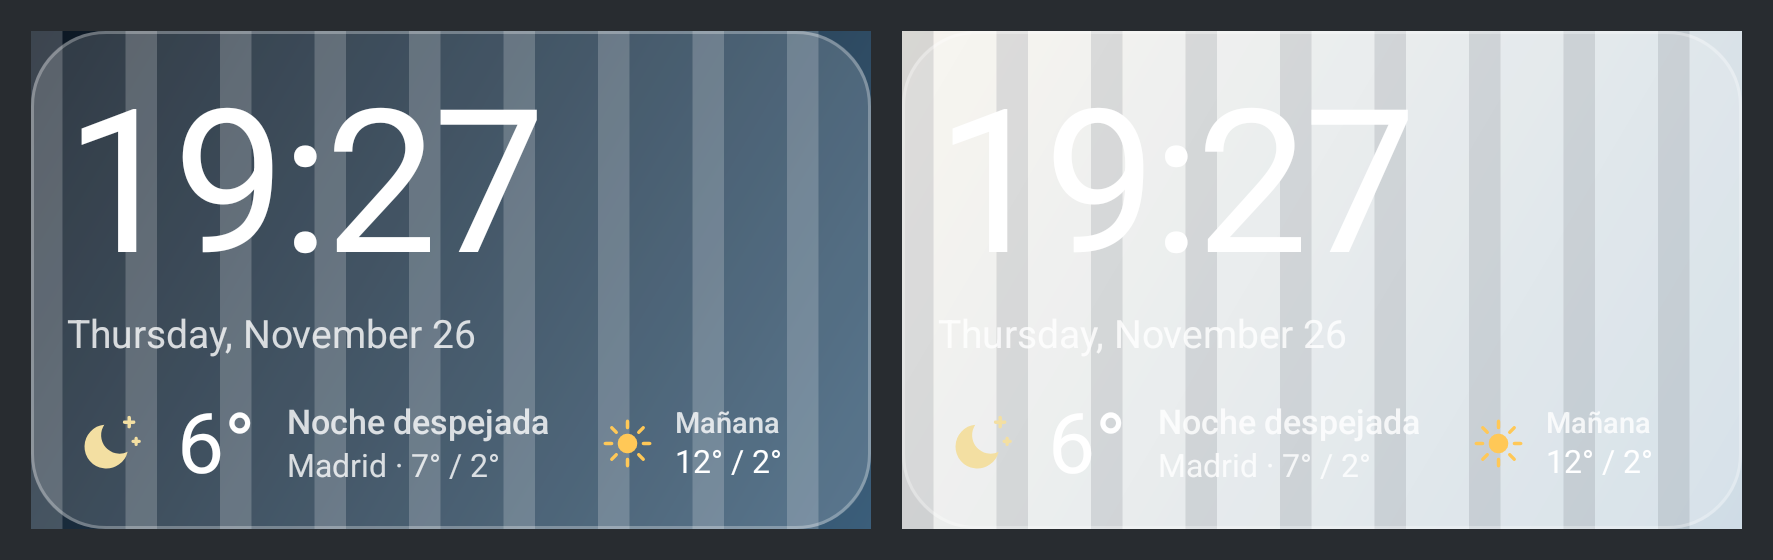 19:27
Thursday, November 26
6°
Noche despejada
Madrid · 7° / 2°
Mañana
12° / 2°
19:27
Thursday, November 26
6°
Noche despejada
Madrid · 7° / 2°
Mañana
12° / 2°